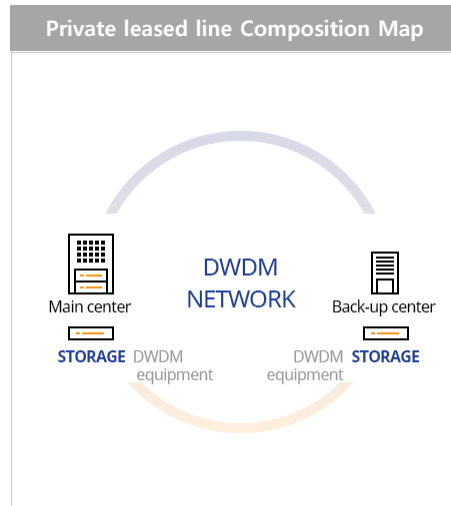 Private leased line Composition Map
DWDM
NETWORK
Main center
Back-up center
STORAGE DWDM
equipment
DWDM STORAGE
equipment